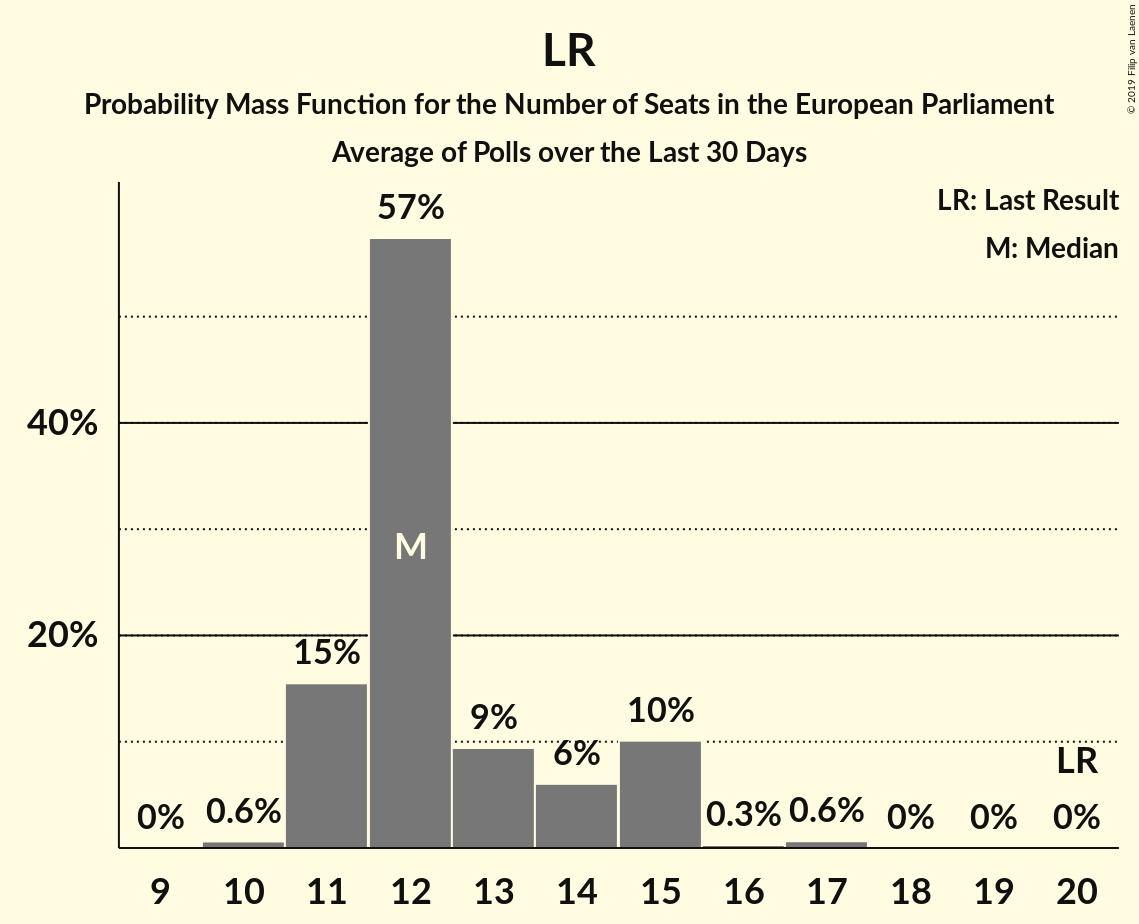 LR
Probability Mass Function for the Number of Seats in the European Parliament
Average of Polls over the Last 30 Days
© 2019 Filip van Laenen
LR: Last Result
M: Median
57%
40%
M
20%
15%
9%
6%
10%
LR
0%
0.6%
0.3%
0.6%
0%
0%
0%
9 10 11 12 13 14 15 16 17 18 19 20